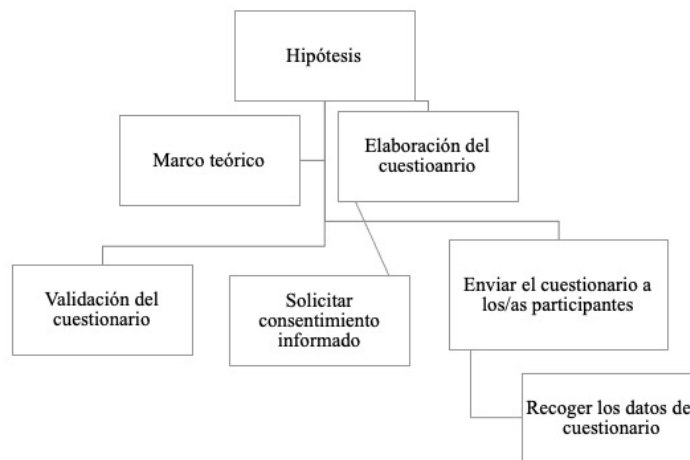 Hipótesis
Marco teórico
Elaboración del
cuestioanrio
Validación del
cuestionario
Solicitar
consentimiento
informado
Enviar el cuestionario a
los/as participantes
Recoger los datos de
cuestionario